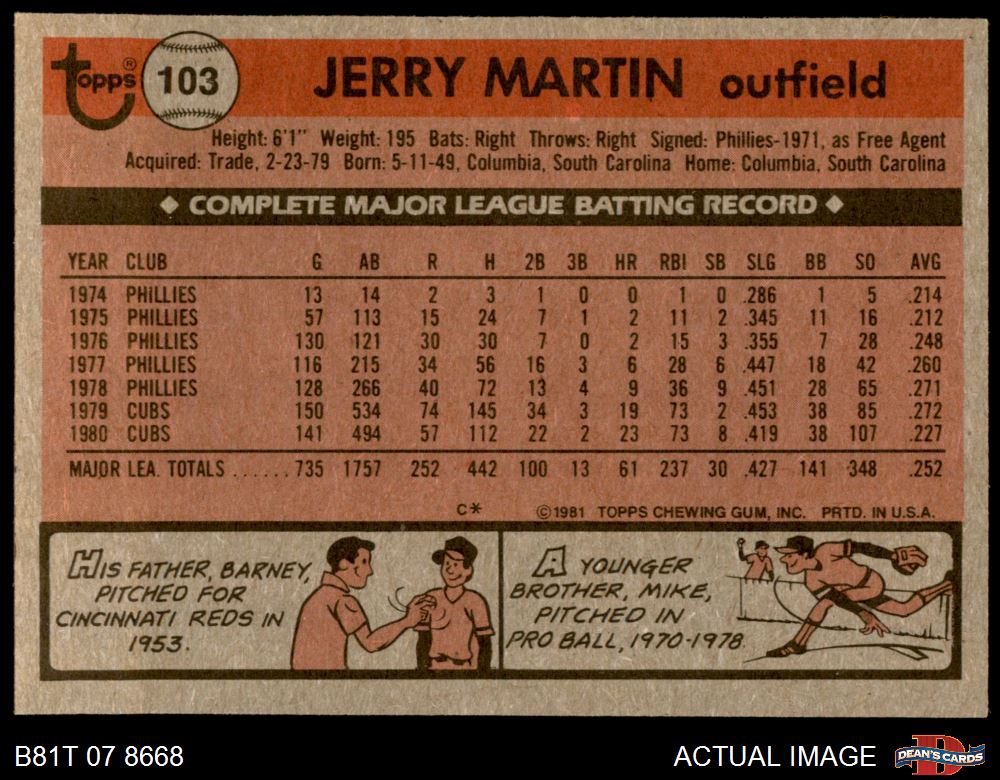 Topps® 103 JERRY MARTIN outfield
Height: 6'1" Weight: 195 Bats: Right Throws: Right Signed: Phillies-1971, as Free Agent
Acquired: Trade, 2-23-79 Born: 5-11-49, Columbia, South Carolina Home: Columbia, South Carolina
◆ COMPLETE MAJOR LEAGUE BATTING RECORD ◆
YEAR CLUB G AB R H 2B 3B HR RBI SB SLG BB SO AVG
1974 PHILLIES 13 14 2 3 1 0 0 1 0 .286 1 5 .214
1975 PHILLIES 57 113 15 24 7 1 2 11 2 .345 11 16 .212
1976 PHILLIES 130 121 30 30 7 0 2 15 3 .355 7 28 .248
1977 PHILLIES 116 215 34 56 16 3 6 28 6 .447 18 42 .260
1978 PHILLIES 128 266 40 72 13 4 9 36 9 .451 28 65 .271
1979 CUBS 150 534 74 145 34 3 19 73 2 .453 38 85 .272
1980 CUBS 141 494 57 112 22 2 23 73 8 .419 38 107 .227
MAJOR LEA. TOTALS ...... 735 1757 252 442 100 13 61 237 30 .427 141 348 .252
C* ©1981 TOPPS CHEWING GUM, INC. PRTD. IN U.S.A.
HIS FATHER, BARNEY,
PITCHED FOR
CINCINNATI REDS IN
1953.
A YOUNGER
BROTHER, MIKE,
PITCHED IN
PRO BALL, 1970-1978.
B81T 07 8668 ACTUAL IMAGE DEAN'S CARDS